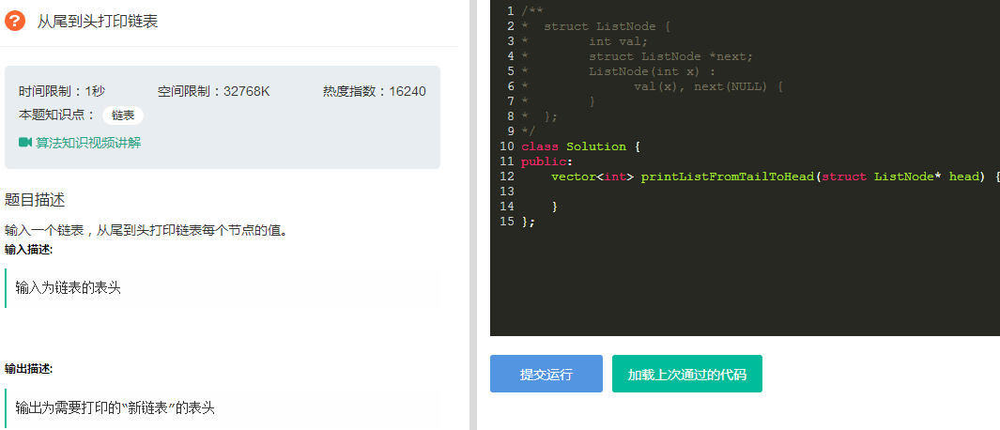 ?
从尾到头打印链表
时间限制：1秒 空间限制：32768K 热度指数：16240
本题知识点： 链表
算法知识视频讲解
题目描述
输入一个链表，从尾到头打印链表每个节点的值。
输入描述:
输入为链表的表头
输出描述:
输出为需要打印的“新链表”的表头
1 /**
2 *  struct ListNode {
3 *        int val;
4 *        struct ListNode *next;
5 *        ListNode(int x) :
6 *              val(x), next(NULL) {
7 *        }
8 *  };
9 */
10 class Solution {
11 public:
12     vector<int> printListFromTailToHead(struct ListNode* head) {
13
14     }
15 };
提交运行 加载上次通过的代码